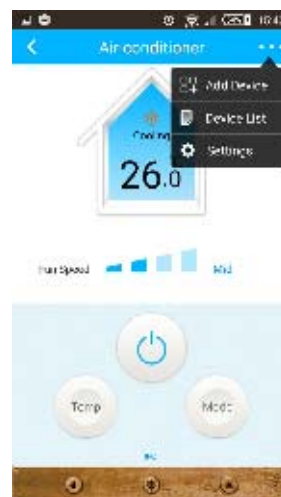 Air conditioner
Add Device
Device List
Settings
Cooling
26.0
Fan Speed
Mid
Temp
Mode